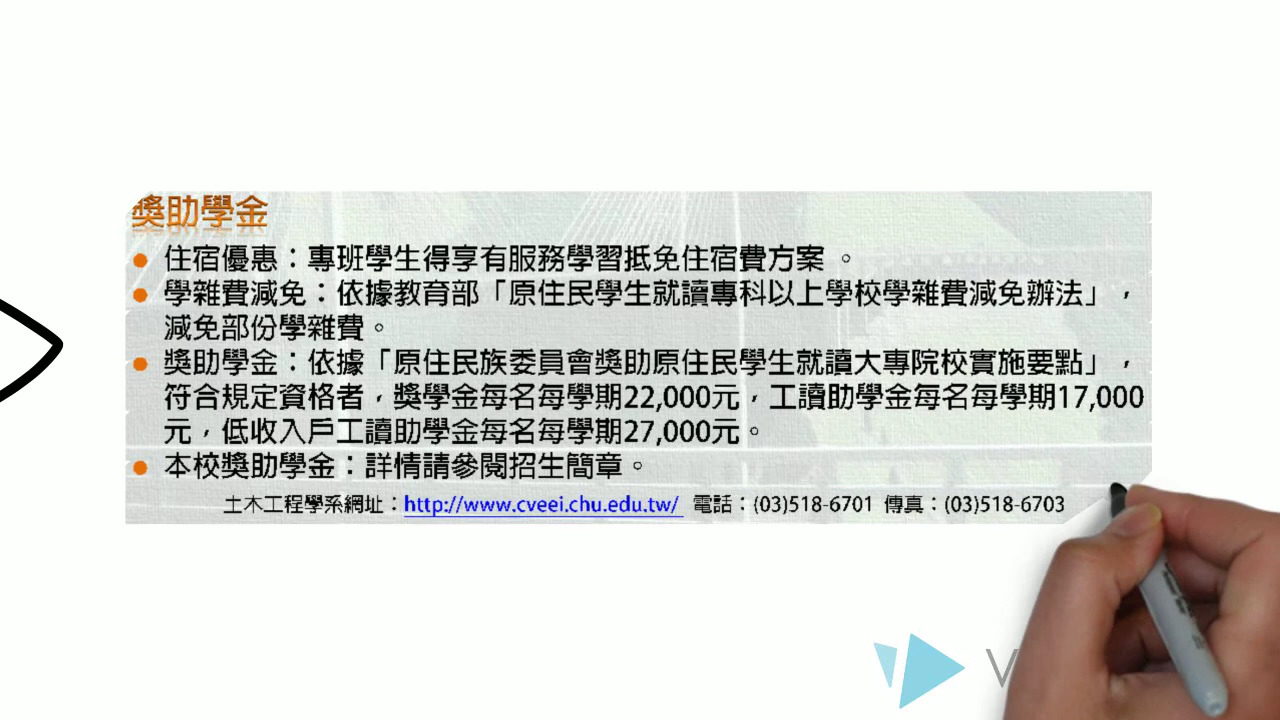 獎助學金
住宿優惠：專班學生得享有服務學習抵免住宿費方案 。
學雜費減免：依據教育部「原住民學生就讀專科以上學校學雜費減免辦法」，
減免部份學雜費。
獎助學金：依據「原住民族委員會獎助原住民學生就讀大專院校實施要點」，
符合規定資格者，獎學金每名每學期22,000元，工讀助學金每名每學期17,000
元，低收入戶工讀助學金每名每學期27,000元。
本校獎助學金：詳情請參閱招生簡章。
土木工程學系網址：http://www.cveei.chu.edu.tw/ 電話：(03)518-6701 傳真：(03)518-6703